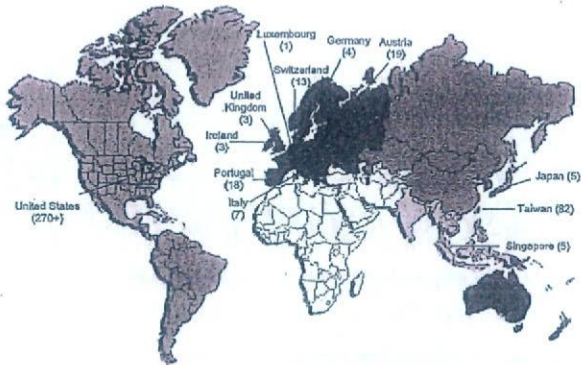 Luxembourg
(1)
Germany
(4)
Austria
(19)
Switzerland
(13)
United
Kingdom
(3)
Ireland
(3)
Portugal
(18)
Italy
(7)
United States
(270+)
Japan (5)
Taiwan (82)
Singapore (5)